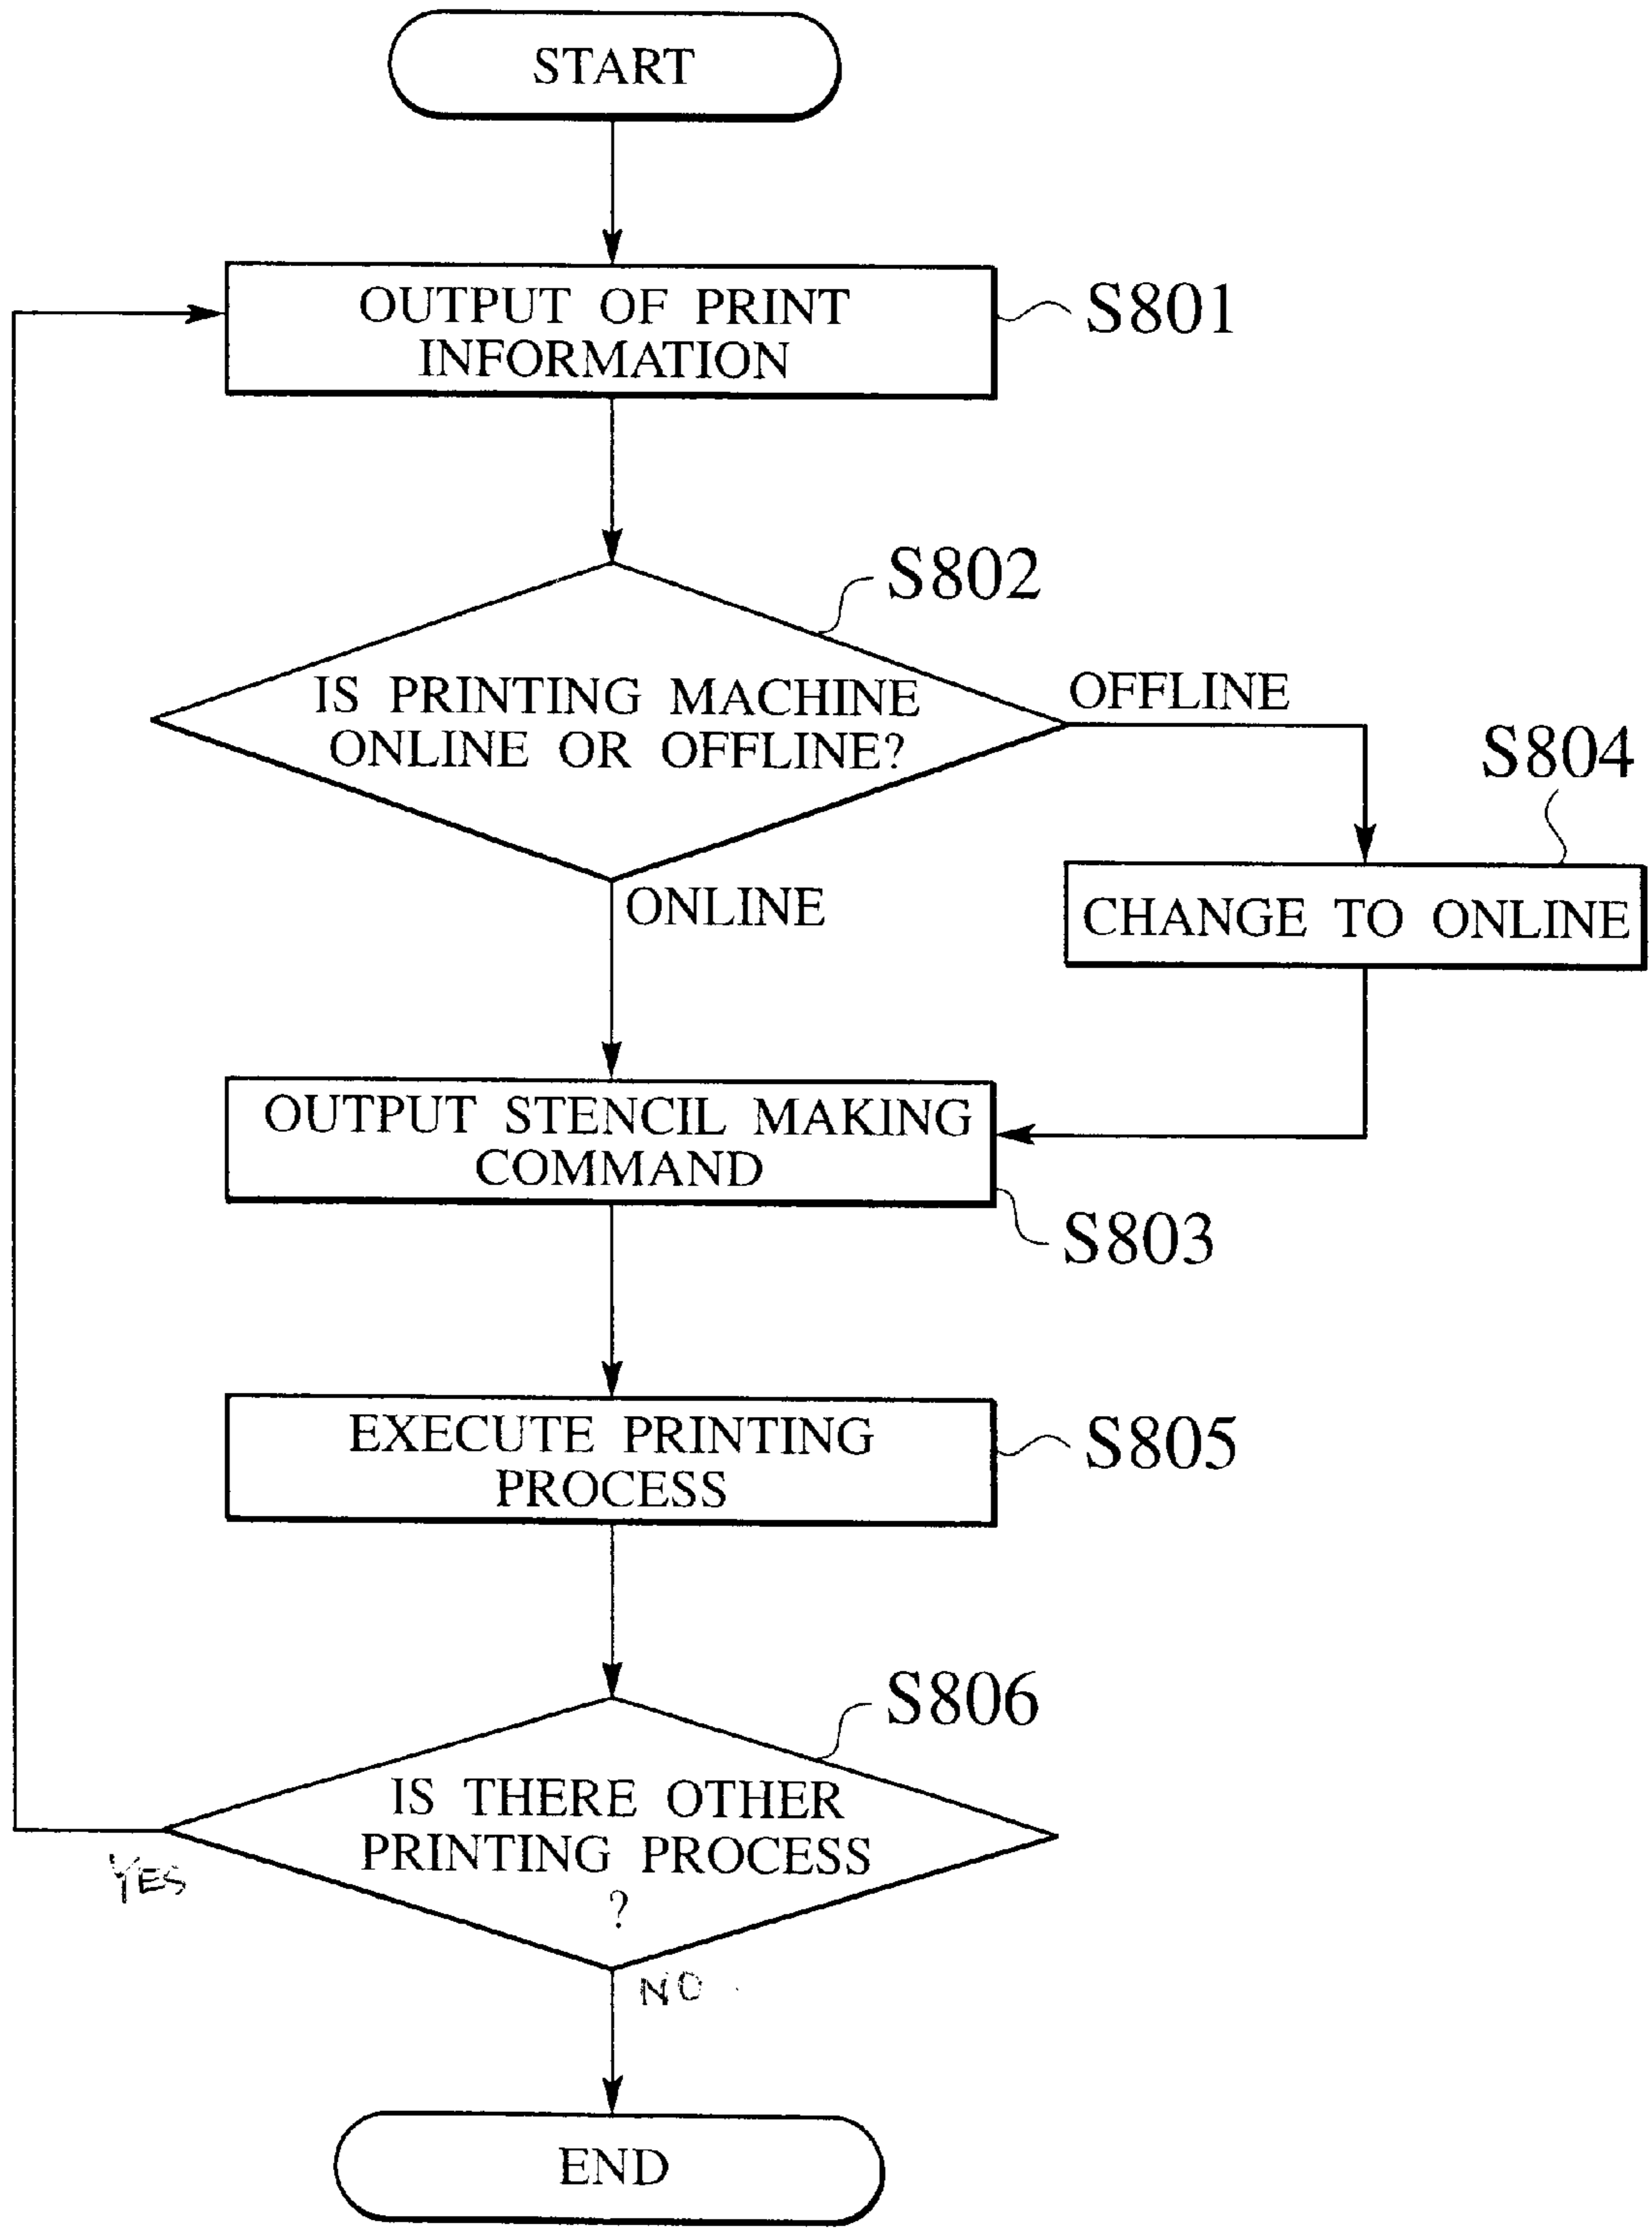 START
OUTPUT OF PRINT
INFORMATION
S801
S802
IS PRINTING MACHINE
ONLINE OR OFFLINE?
OFFLINE
S804
CHANGE TO ONLINE
ONLINE
OUTPUT STENCIL MAKING
COMMAND
S803
EXECUTE PRINTING
PROCESS
S805
S806
IS THERE OTHER
PRINTING PROCESS
?
YES
NO
END